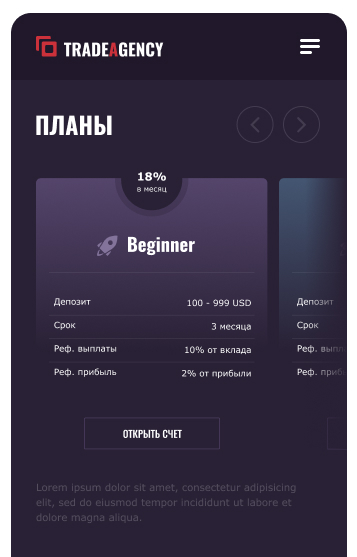 TRADEAGENCY
ПЛАНЫ
18%
в месяц
Beginner
Депозит 100 - 999 USD
Срок 3 месяца
Реф. выплаты 10% от вклада
Реф. прибыль 2% от прибыли
ОТКРЫТЬ СЧЕТ
Депозит
Срок
Реф.
Реф.
Lorem ipsum dolor sit amet, consectetur adipisicing
elit, sed do eiusmod tempor incididunt ut labore et
dolore magna aliqua.